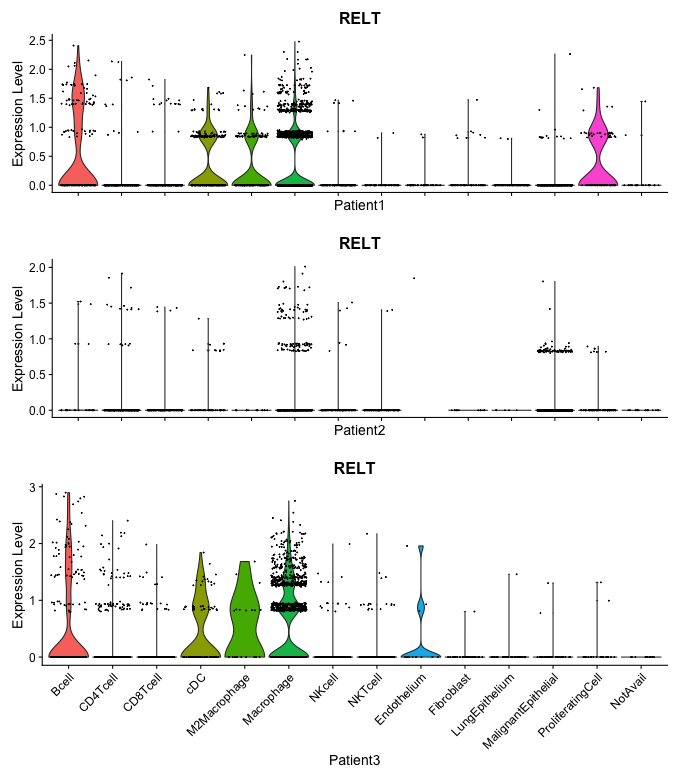 RELT
Expression Level
2.5
2.0
1.5
1.0
0.5
0.0
Patient1
RELT
Expression Level
2.0
1.5
1.0
0.5
0.0
Patient2
RELT
Expression Level
3
2
1
0
Bcell
CD4Tcell
CD8Tcell
cDC
M2Macrophage
Macrophage
NKcell
NKTcell
Endothelium
Fibroblast
LungEpithelium
MalignantEpithelial
ProliferatingCell
NotAvail
Patient3